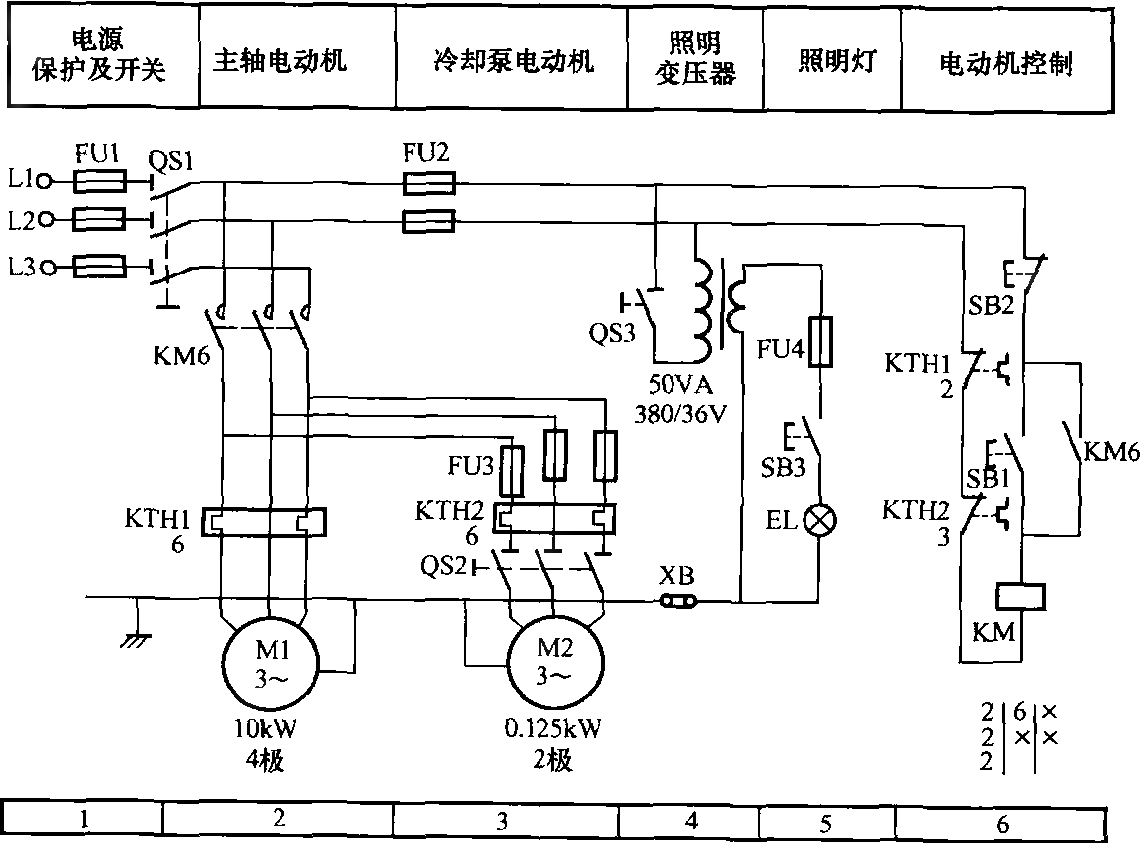 电源
保护及开关
主轴电动机
冷却泵电动机
照明
变压器
照明灯
电动机控制
FU1
QS1
FU2
L1
L2
L3
SB2
QS3
KM6
FU4
KTH1
2
50VA
380/36V
FU3
SB3
SB1
KM6
KTH1
6
KTH2
6
EL
KTH2
3
QS2
XB
KM
M1
3~
M2
3~
10kW
4极
0.125kW
2极
2 6 ×
2 × ×
2
1 2 3 4 5 6